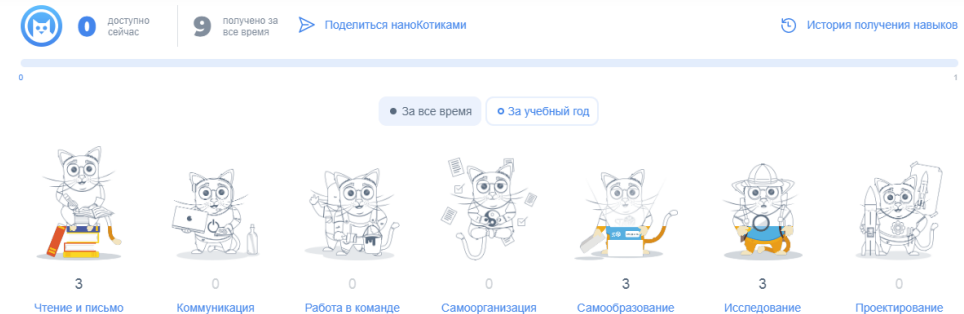 0 доступно сейчас
9 получено за все время
Поделиться наноКотиками
История получения навыков
0 1
За все время
За учебный год
3 0 0 0 3 3 0
Чтение и письмо
Коммуникация
Работа в команде
Самоорганизация
Самообразование
Исследование
Проектирование